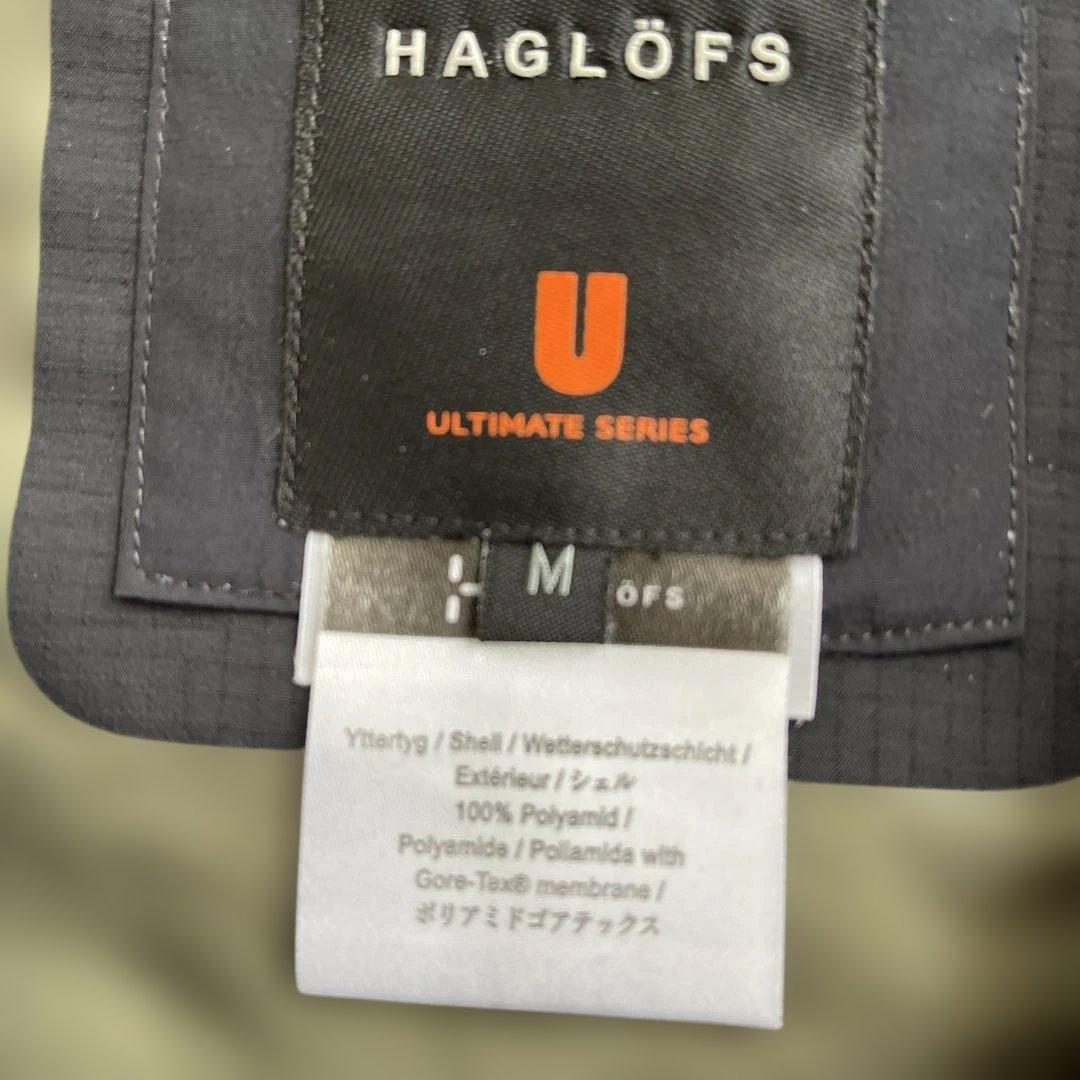 HAGLÖFS
U
ULTIMATE SERIES
M
ÖFS
Yttertyg / Shell / Wetterschutzschicht /
Extérieur / シェル
100% Polyamid /
Polyamide / Poliamida with
Gore-Tex® membrane /
ポリアミドゴアテックス